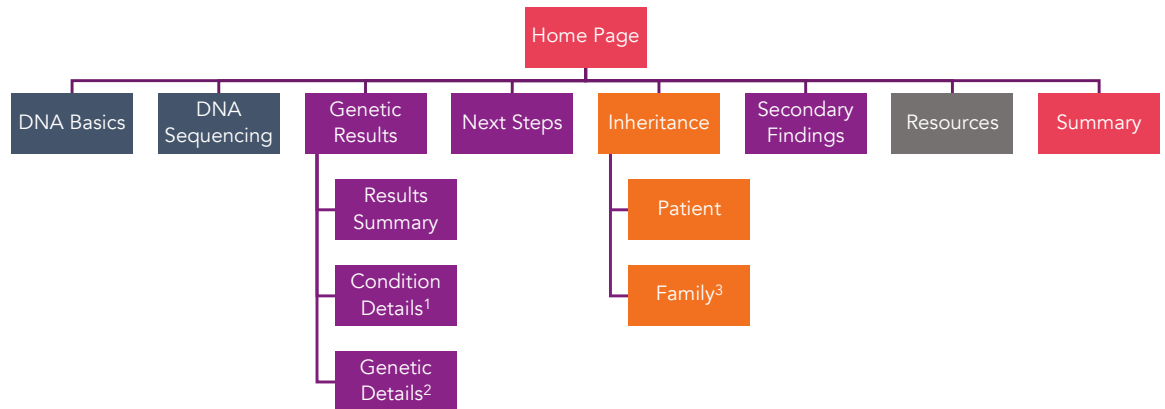 Home Page
DNA Basics
DNA
Sequencing
Genetic
Results
Next Steps
Inheritance
Secondary
Findings
Resources
Summary
Results
Summary
Condition
Details¹
Genetic
Details²
Patient
Family³